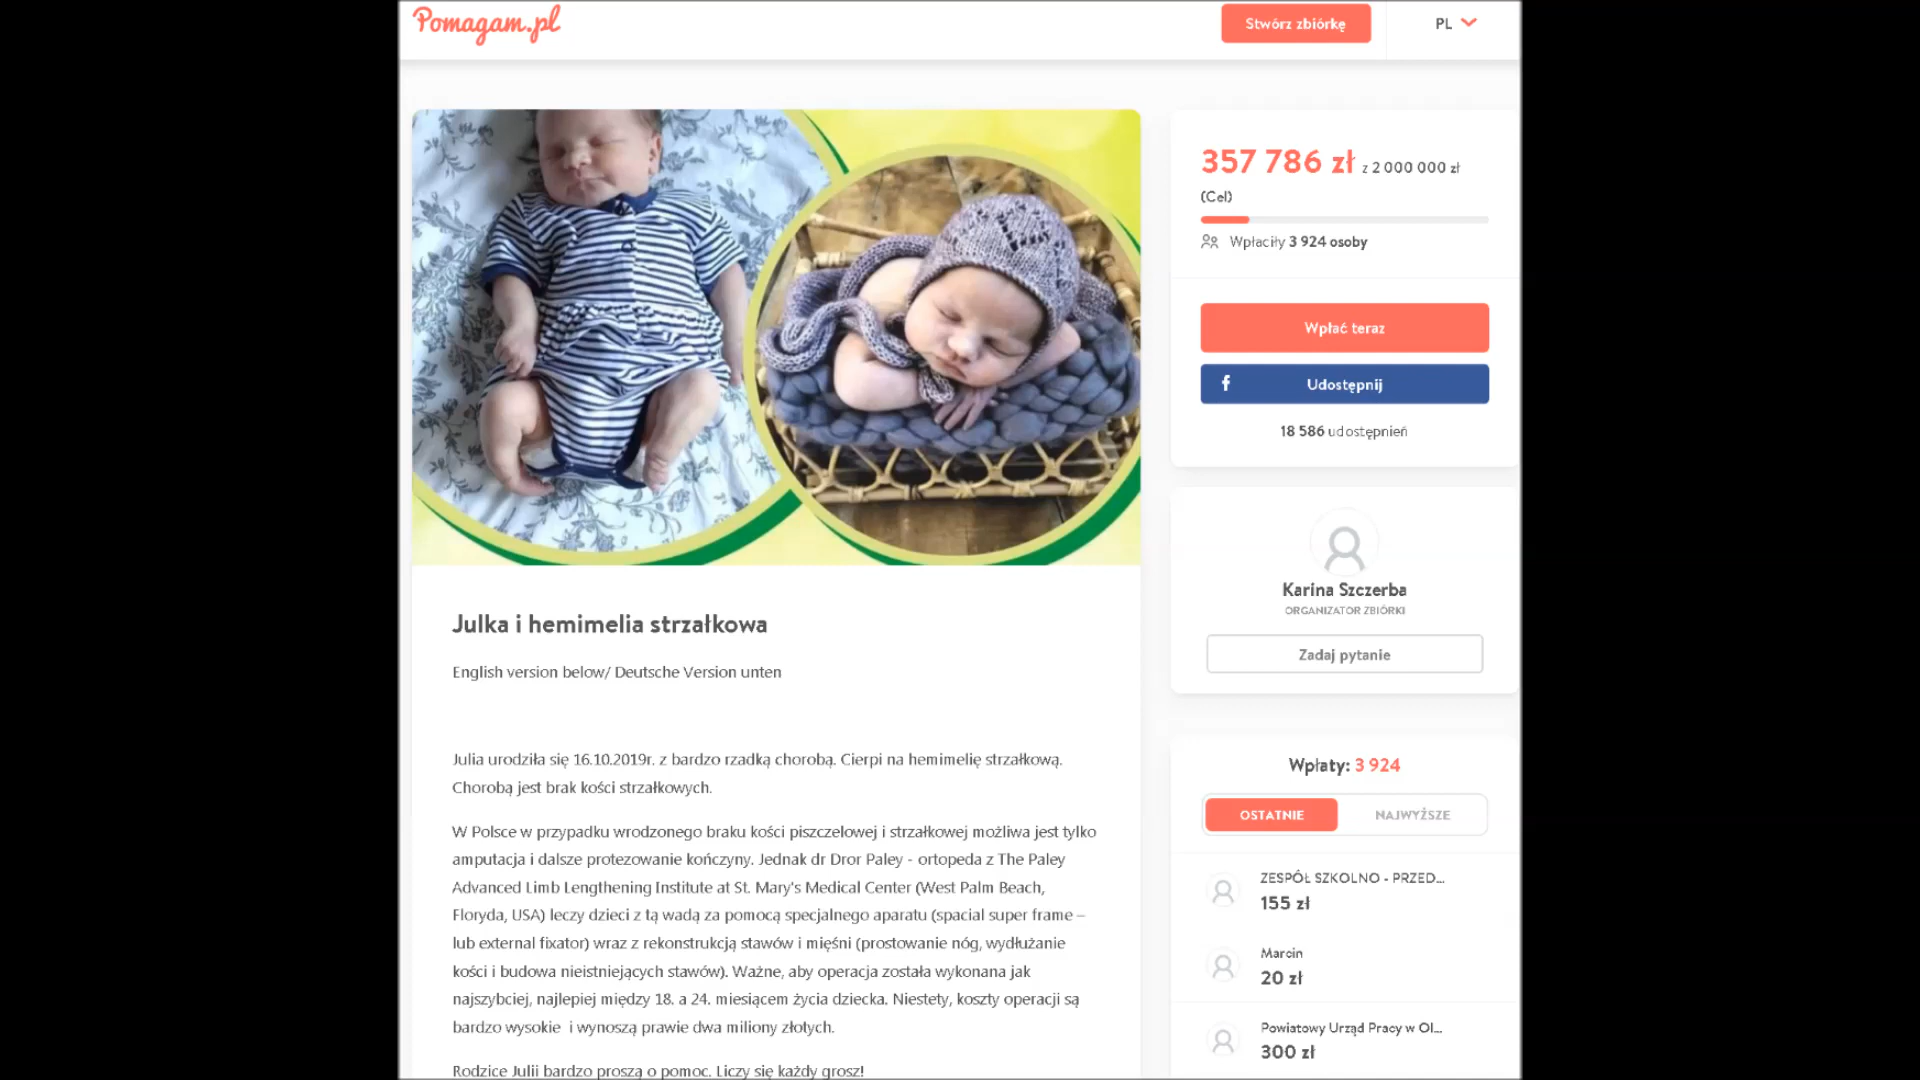 Pomagam.pl
Stwórz zbiórkę
PL
357 786 zł z 2 000 000 zł
(Cel)
Wpłaciły 3 924 osoby
Wpłać teraz
Udostępnij
18 586 udostępnień
Karina Szczerba
ORGANIZATOR ZBIÓRKI
Zadaj pytanie
Wpłaty: 3 924
OSTATNIE
NAJWYŻSZE
ZESPÓŁ SZKOLNO - PRZED...
155 zł
Marcin
20 zł
Powiatowy Urząd Pracy w Ol...
300 zł
Julka i hemimelia strzałkowa
English version below/ Deutsche Version unten
Julia urodziła się 16.10.2019r. z bardzo rzadką chorobą. Cierpi na hemimelię strzałkową.
Chorobą jest brak kości strzałkowych.
W Polsce w przypadku wrodzonego braku kości piszczelowej i strzałkowej możliwa jest tylko
amputacja i dalsze protezowanie kończyny. Jednak dr Dror Paley - ortopeda z The Paley
Advanced Limb Lengthening Institute at St. Mary's Medical Center (West Palm Beach,
Floryda, USA) leczy dzieci z tą wadą za pomocą specjalnego aparatu (spacial super frame –
lub external fixator) wraz z rekonstrukcją stawów i mięśni (prostowanie nóg, wydłużanie
kości i budowa nieistniejących stawów). Ważne, aby operacja została wykonana jak
najszybciej, najlepiej między 18. a 24. miesiącem życia dziecka. Niestety, koszty operacji są
bardzo wysokie i wynoszą prawie dwa miliony złotych.
Rodzice Julii bardzo proszą o pomoc. Liczy się każdy grosz!